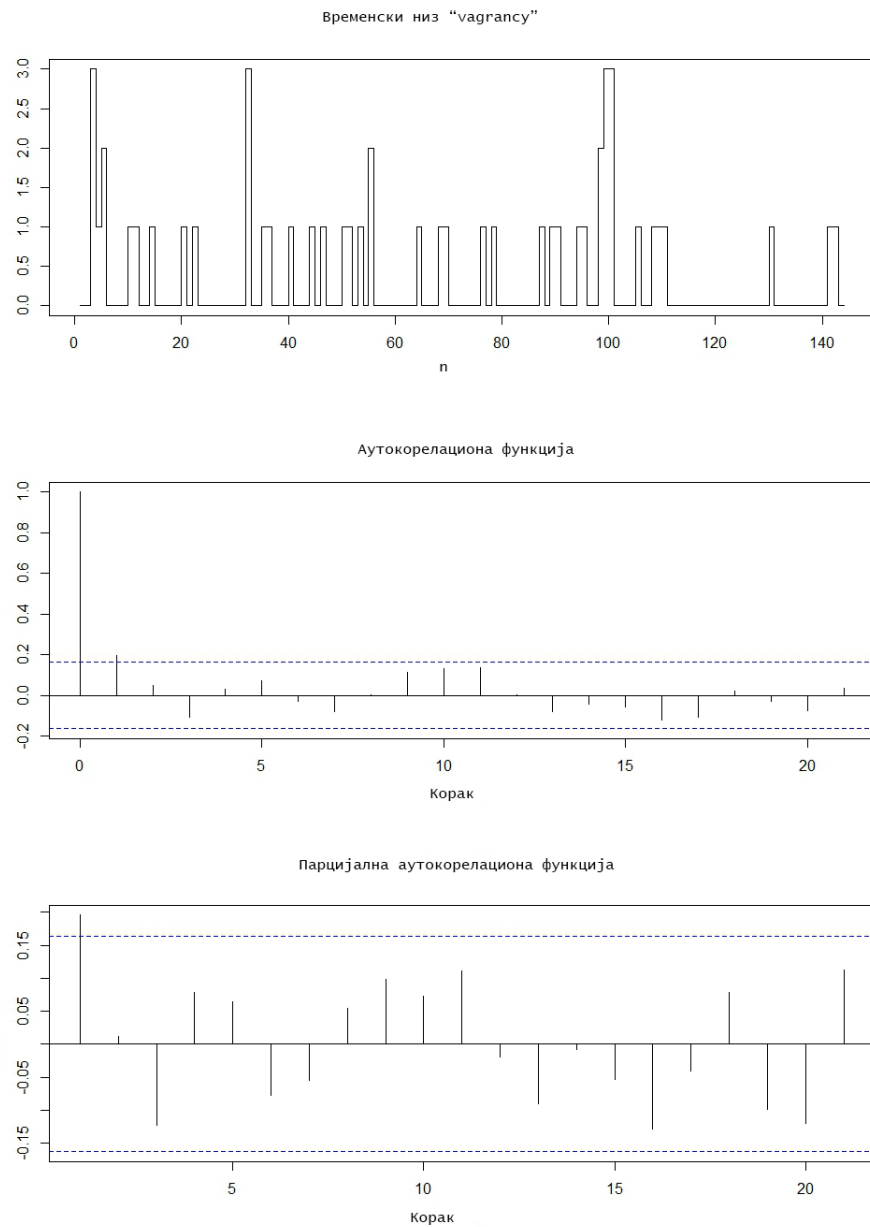 Временски низ “vagrancy”
3.0
2.5
2.0
1.5
1.0
0.5
0.0
0 20 40 60 80 100 120 140
n
Аутокорелациона функција
1.0
0.8
0.6
0.4
0.2
0.0
-0.2
0 5 10 15 20
Корак
Парцијална аутокорелациона функција
0.15
0.05
-0.05
-0.15
5 10 15 20
Корак